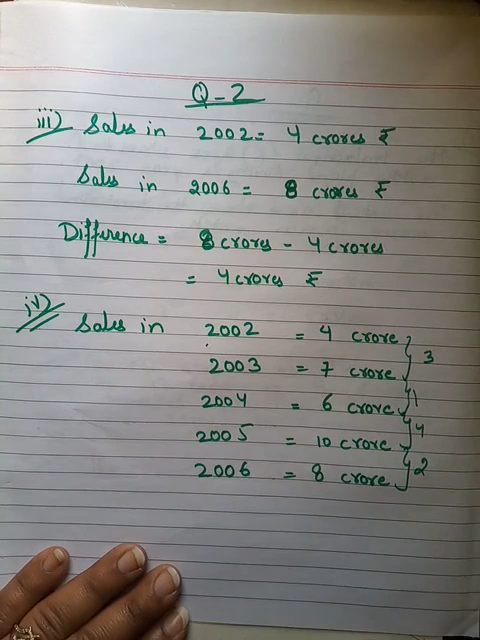 Q-2
iii) Sales in 2002 = 4 crores ₹
Sales in 2006 = 8 crores ₹
Difference = 8 crores - 4 crores
= 4 crores ₹
iv) Sales in 2002 = 4 crore
3
2003 = 7 crore
1
2004 = 6 crore
4
2005 = 10 crore
2
2006 = 8 crore